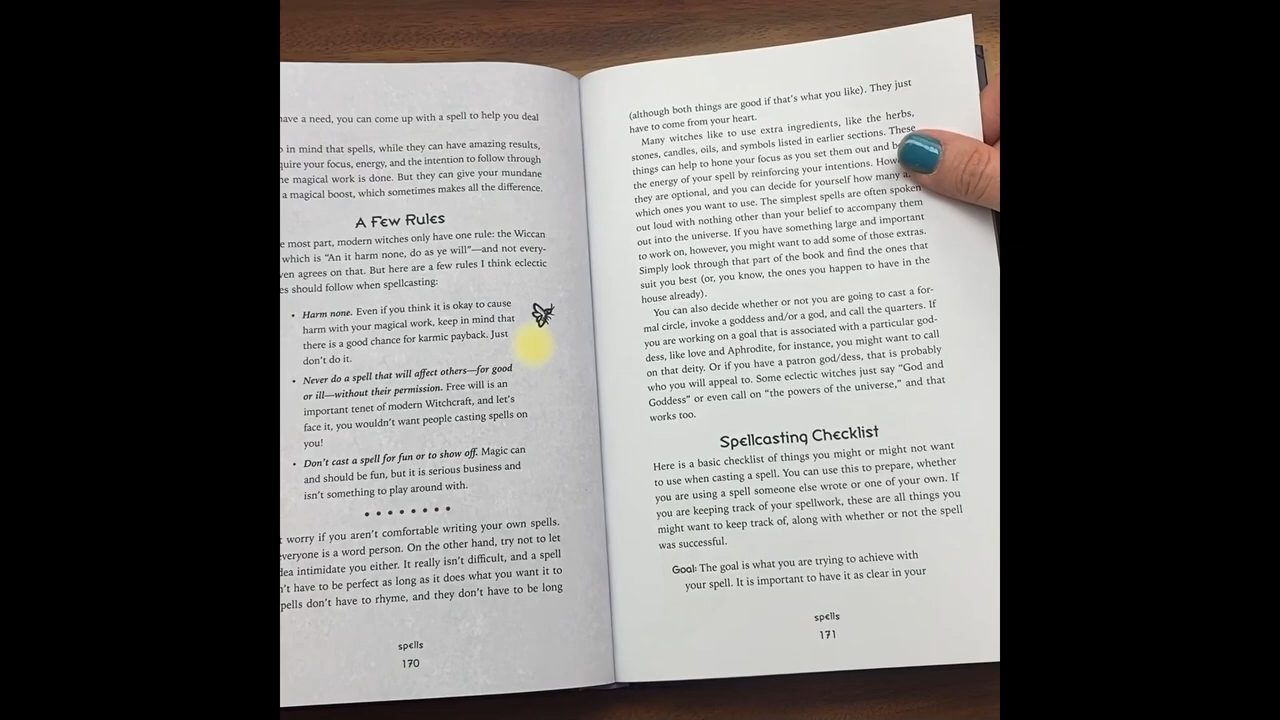 have a need, you can come up with a spell to help you deal
in mind that spells, while they can have amazing results,
quire your focus, energy, and the intention to follow through
he magical work is done. But they can give your mundane
a magical boost, which sometimes makes all the difference.
A Few Rules
e most part, modern witches only have one rule: the Wiccan
which is “An it harm none, do as ye will”—and not every-
ven agrees on that. But here are a few rules I think eclectic
es should follow when spellcasting:
• Harm none. Even if you think it is okay to cause
harm with your magical work, keep in mind that
there is a good chance for karmic payback. Just
don’t do it.
• Never do a spell that will affect others—for good
or ill—without their permission. Free will is an
important tenet of modern Witchcraft, and let’s
face it, you wouldn’t want people casting spells on
you!
• Don’t cast a spell for fun or to show off. Magic can
and should be fun, but it is serious business and
isn’t something to play around with.
worry if you aren’t comfortable writing your own spells.
everyone is a word person. On the other hand, try not to let
dea intimidate you either. It really isn’t difficult, and a spell
n’t have to be perfect as long as it does what you want it to
pells don’t have to rhyme, and they don’t have to be long
spells
170
(although both things are good if that’s what you like). They just
have to come from your heart.
Many witches like to use extra ingredients, like the herbs,
stones, candles, oils, and symbols listed in earlier sections. These
things can help to hone your focus as you set them out and
the energy of your spell by reinforcing your intentions. How
they are optional, and you can decide for yourself how many
which ones you want to use. The simplest spells are often spoken
out loud with nothing other than your belief to accompany them
out into the universe. If you have something large and important
to work on, however, you might want to add some of those extras.
Simply look through that part of the book and find the ones that
suit you best (or, you know, the ones you happen to have in the
house already).
You can also decide whether or not you are going to cast a for-
mal circle, invoke a goddess and/or a god, and call the quarters. If
you are working on a goal that is associated with a particular god-
dess, like love and Aphrodite, for instance, you might want to call
on that deity. Or if you have a patron god/dess, that is probably
who you will appeal to. Some eclectic witches just say “God and
Goddess” or even call on “the powers of the universe,” and that
works too.
Spellcasting Checklist
Here is a basic checklist of things you might or might not want
to use when casting a spell. You can use this to prepare, whether
you are using a spell someone else wrote or one of your own. If
you are keeping track of your spellwork, these are all things you
might want to keep track of, along with whether or not the spell
was successful.
Goal: The goal is what you are trying to achieve with
your spell. It is important to have it as clear in your
spells
171